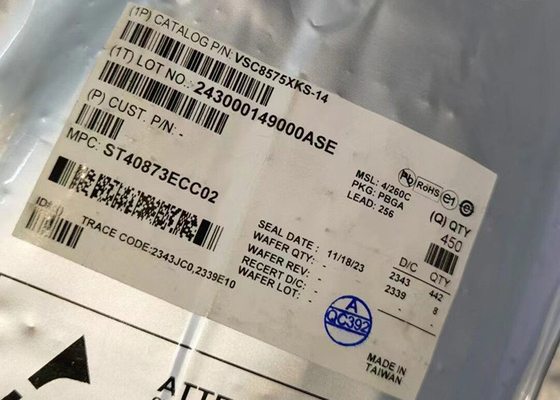 (1P) CATALOG P/N: VSC8575XKS-14
(1T) LOT NO.: 243000149000ASE
(P) CUST. P/N: -
MPC: ST40873ECC02
TRACE CODE:2343JC0,2339E10
MSL: 4/260C
PKG: PBGA
LEAD: 256
Pb RoHS e1 e
(Q) QTY
450
SEAL DATE : 11/18/23
WAFER QTY: -
WAFER REV: -
RECERT D/C: -
WAFER LOT: -
D/C QTY
2343 442
2339 8
A
QC392
MADE IN
TAIWAN